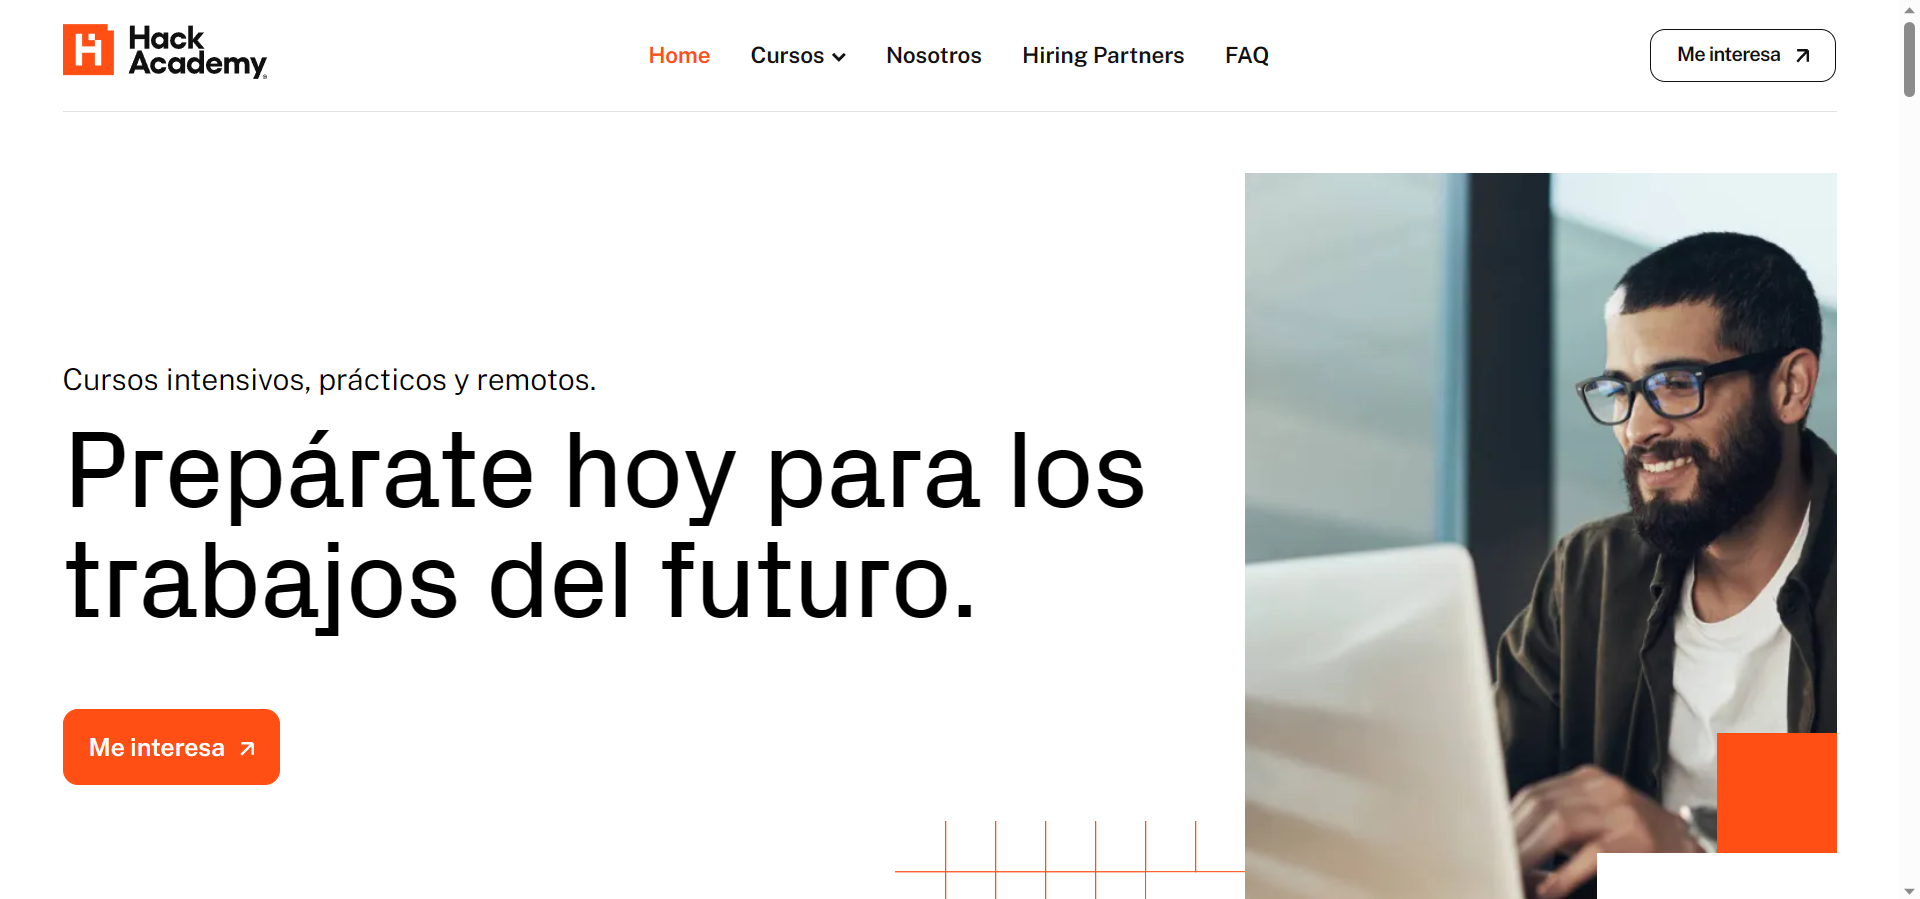 Hack
Academy
Home
Cursos
Nosotros
Hiring Partners
FAQ
Me interesa
Cursos intensivos, prácticos y remotos.
Prepárate hoy para los
trabajos del futuro.
Me interesa